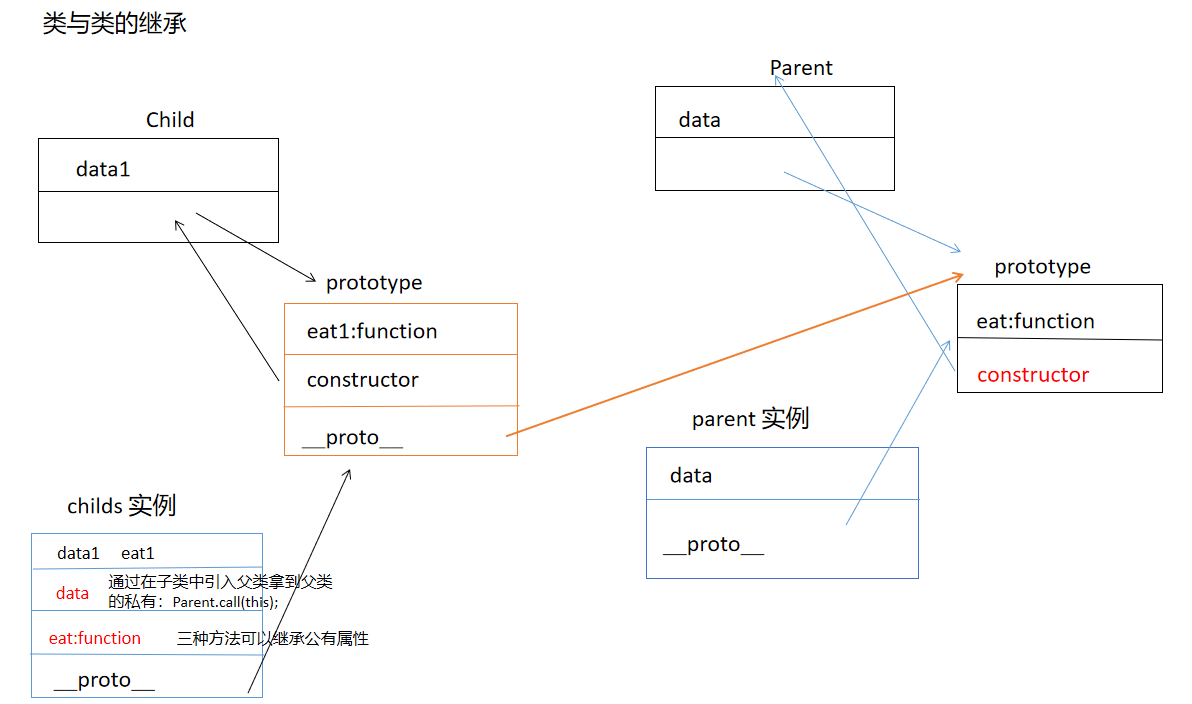 类与类的继承
Parent
data
Child
data1
prototype
eat:function
constructor
prototype
eat1:function
constructor
__proto__
parent 实例
data
__proto__
childs 实例
data1 eat1
data 通过在子类中引入父类拿到父类
的私有：Parent.call(this);
eat:function 三种方法可以继承公有属性
__proto__